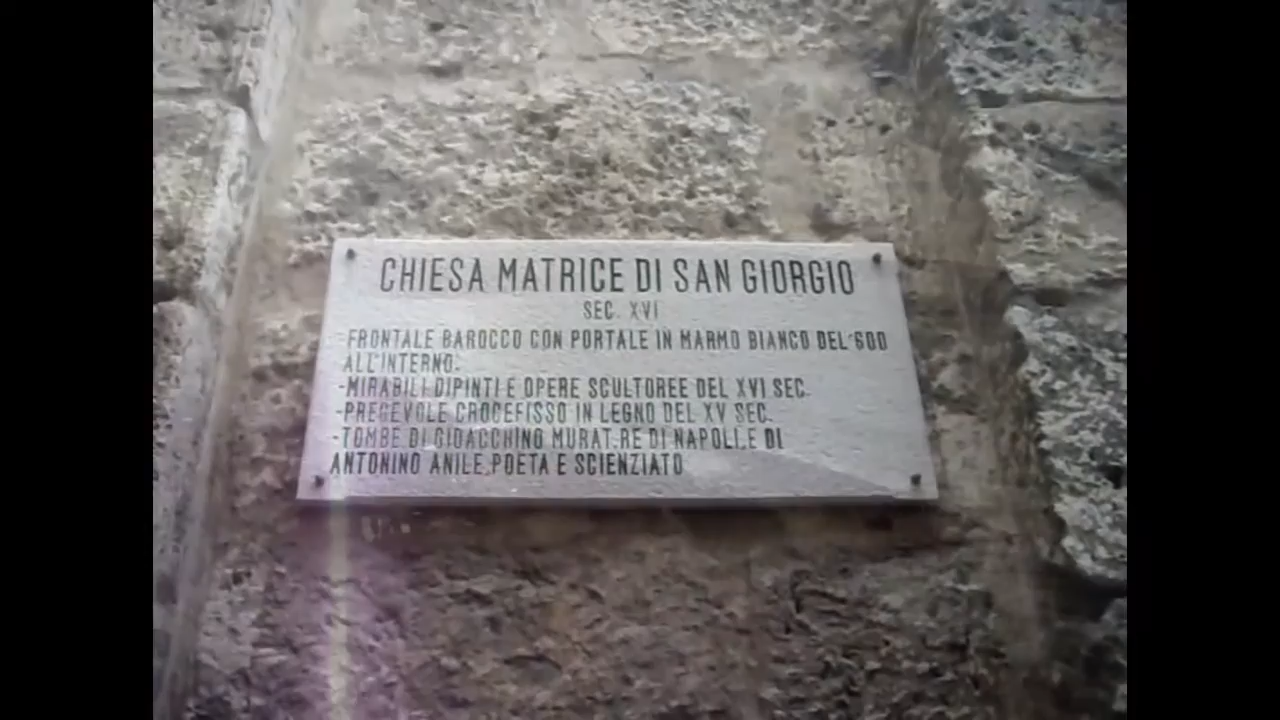 CHIESA MATRICE DI SAN GIORGIO
SEC. XVI
-FRONTALE BAROCCO CON PORTALE IN MARMO BIANCO DEL'600
ALL'INTERNO:
-MIRABILI DIPINTI E OPERE SCULTOREE DEL XVI SEC.
-PREGEVOLE CROCEFISSO IN LEGNO DEL XV SEC.
-TOMBE DI GIOACCHINO MURAT,RE DI NAPOLI,E DI
ANTONINO ANILE,POETA E SCIENZIATO